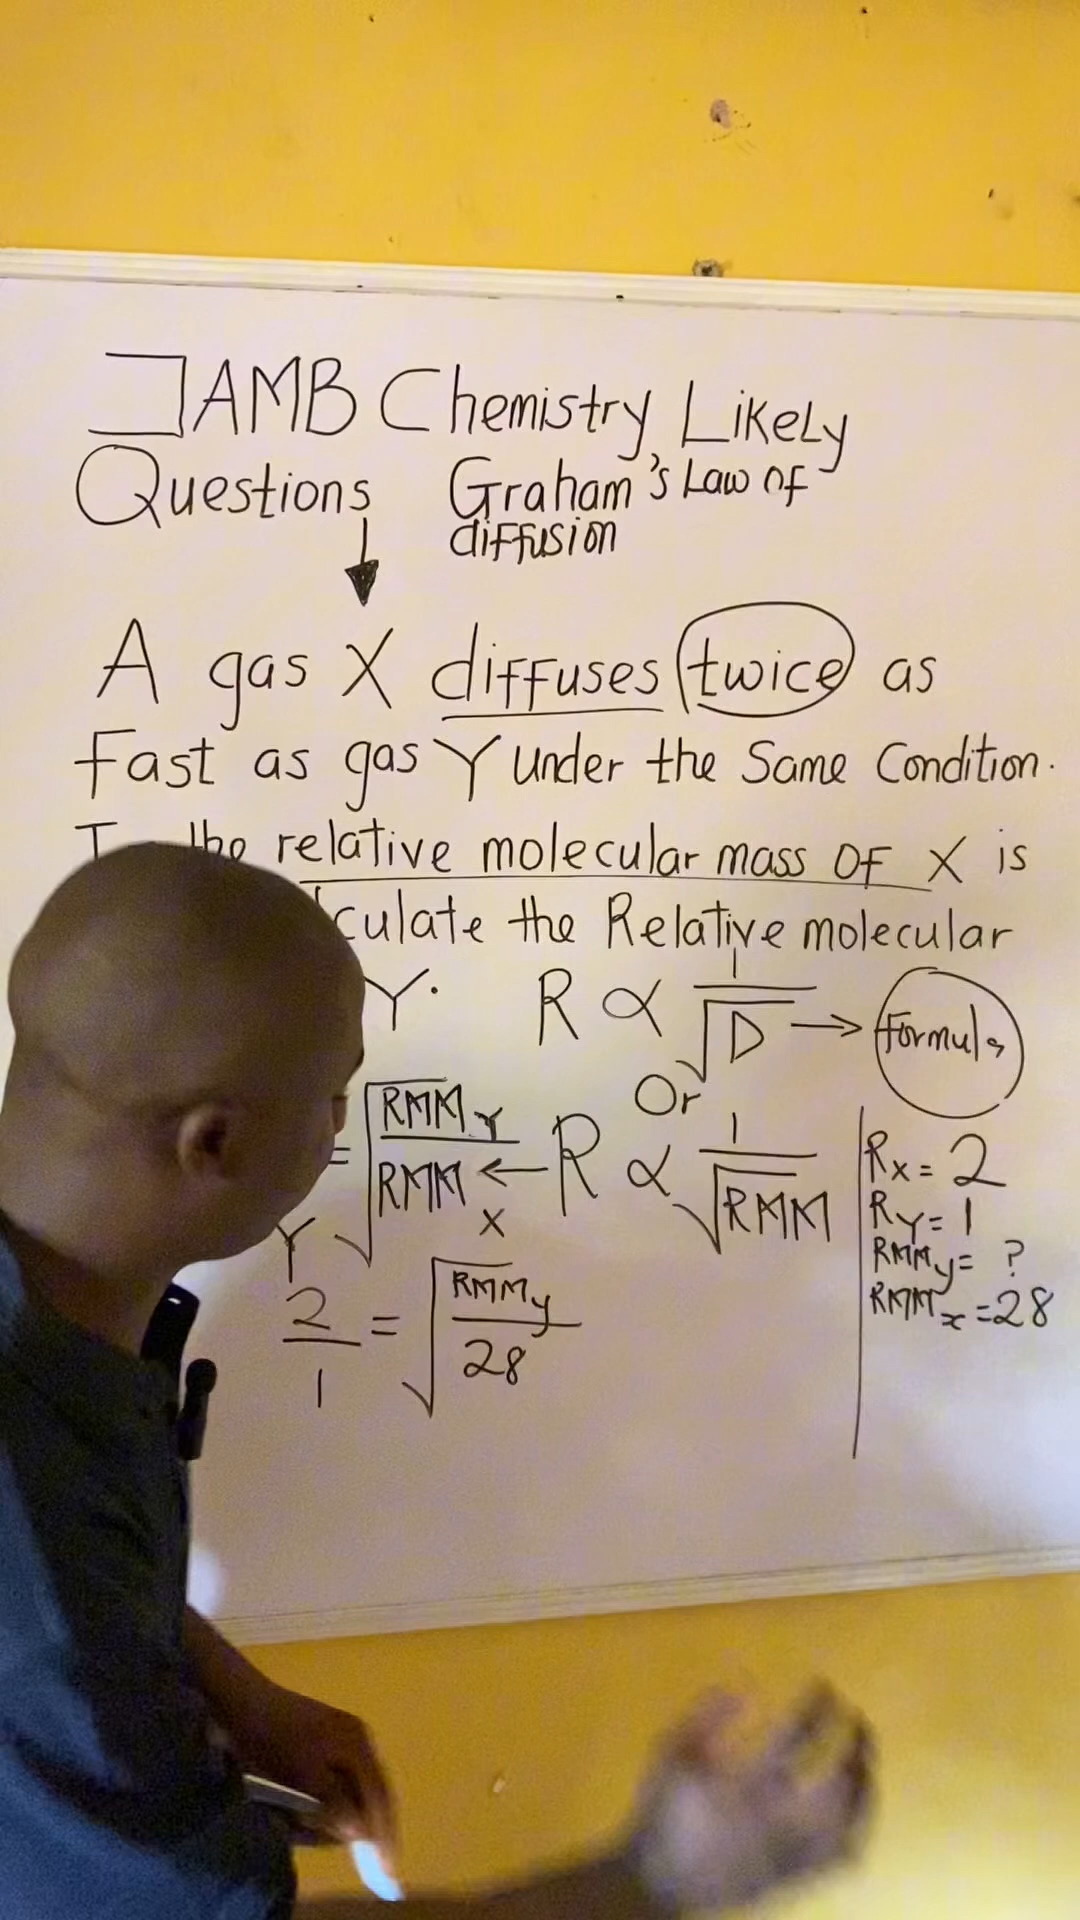 JAMB Chemistry Likely
Questions Graham's Law of
diffusion
A gas X diffuses twice as
Fast as gas Y under the Same Condition.
the relative molecular mass of X is
culate the Relative molecular
Y. R ∝ 1/√D → Formula
Or
= √(RMM Y/RMM X) ← R ∝ 1/√RMM
Y
2/1 = √(RMMy/28)
Rx = 2
RY = 1
RMMy = ?
RMMx = 28